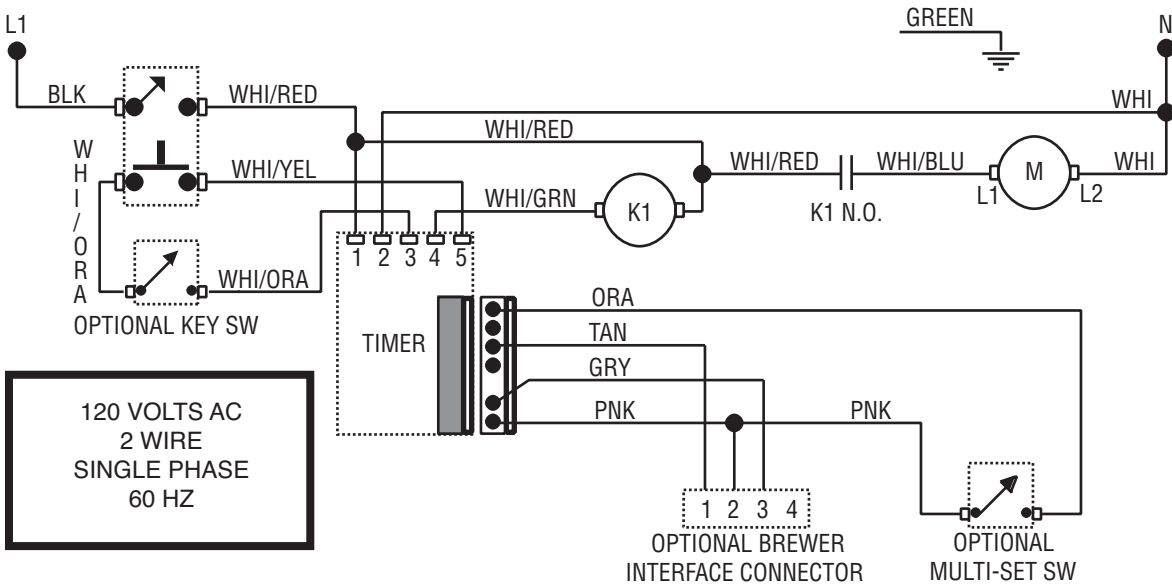 L1
GREEN
N
BLK
WHI/RED
WHI
WHI/RED
WHI/ORA
WHI/YEL
WHI/RED
WHI/BLU
M
WHI
WHI/GRN
K1
K1 N.O.
L1
L2
1 2 3 4 5
WHI/ORA
OPTIONAL KEY SW
TIMER
ORA
TAN
GRY
PNK
PNK
120 VOLTS AC
2 WIRE
SINGLE PHASE
60 HZ
1 2 3 4
OPTIONAL BREWER
INTERFACE CONNECTOR
OPTIONAL
MULTI-SET SW